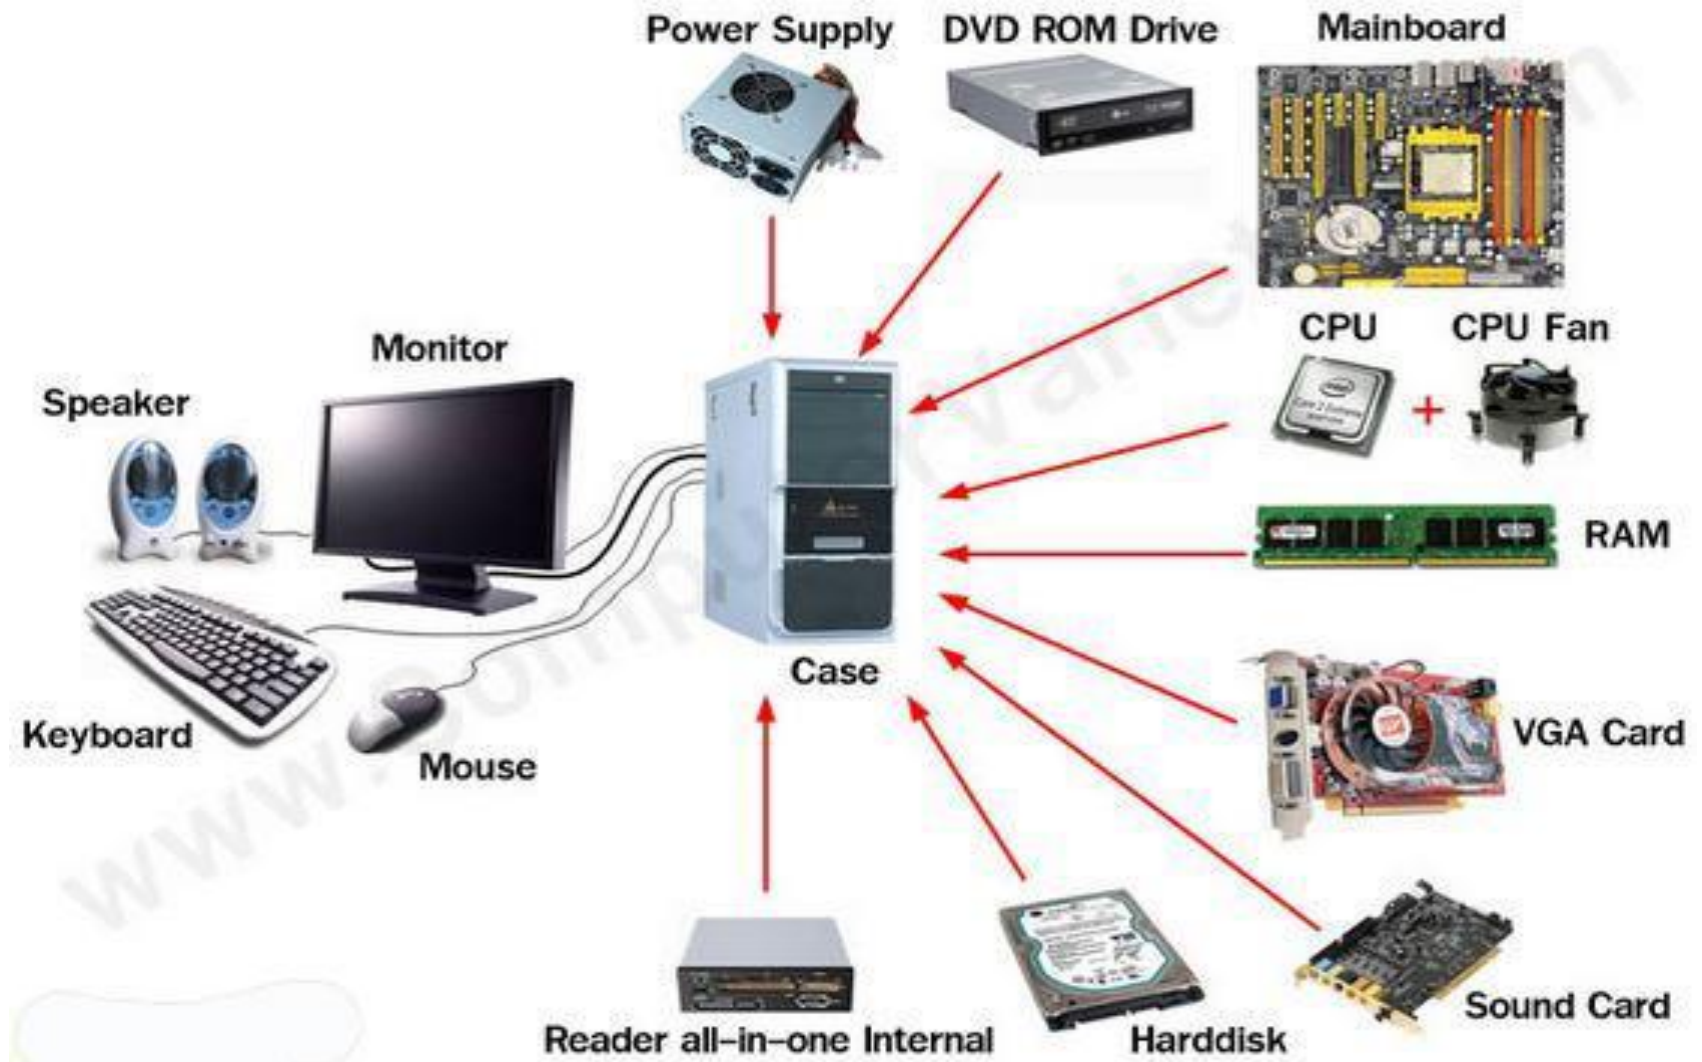 Power Supply
DVD ROM Drive
Mainboard
CPU
CPU Fan
+
Monitor
Speaker
RAM
Case
VGA Card
Keyboard
Mouse
Sound Card
Reader all-in-one Internal
Harddisk